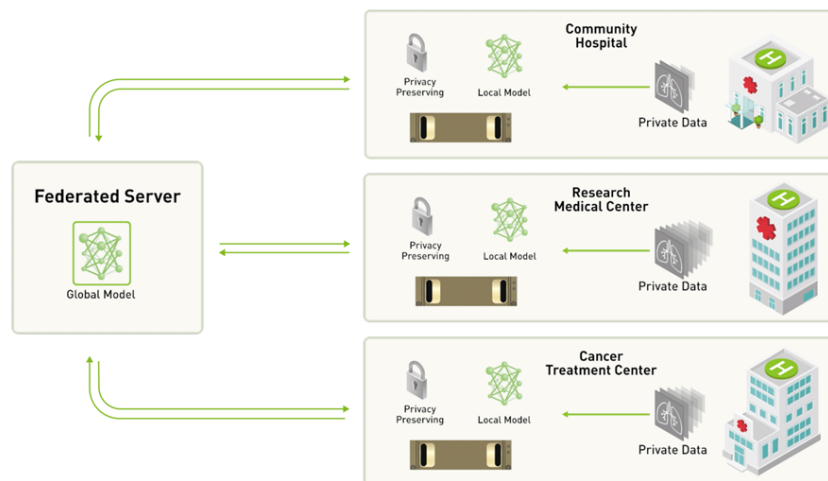 Community
Hospital
Privacy
Preserving
Local Model
Private Data
H
Federated Server
Global Model
Research
Medical Center
Privacy
Preserving
Local Model
Private Data
H
Cancer
Treatment Center
Privacy
Preserving
Local Model
Private Data
H